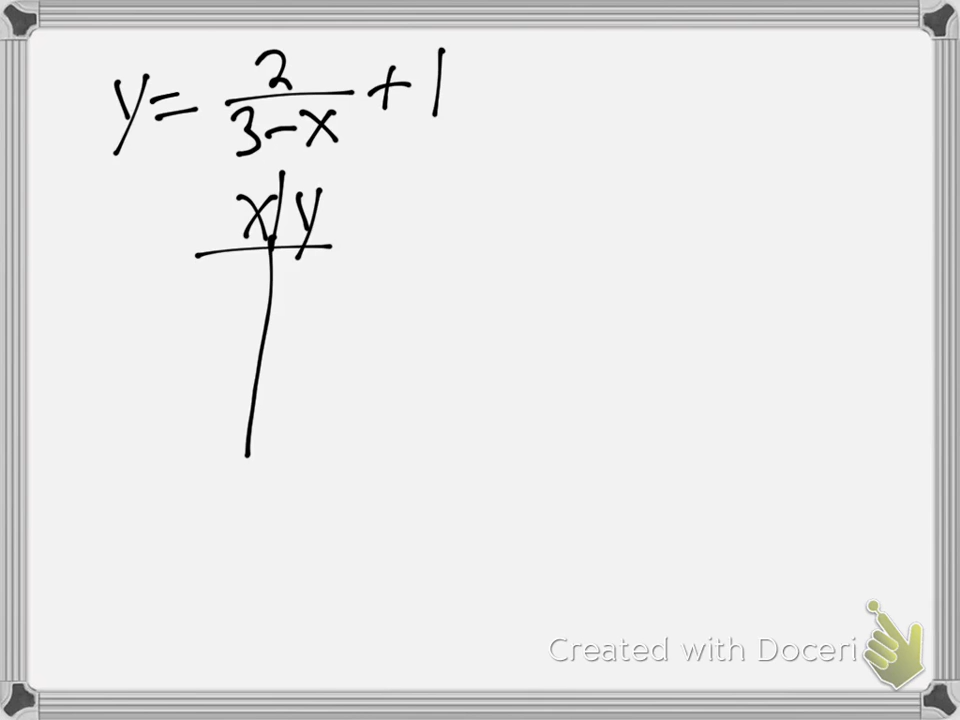 y = 2/(3-x) + 1
x | y
Created with Doceri